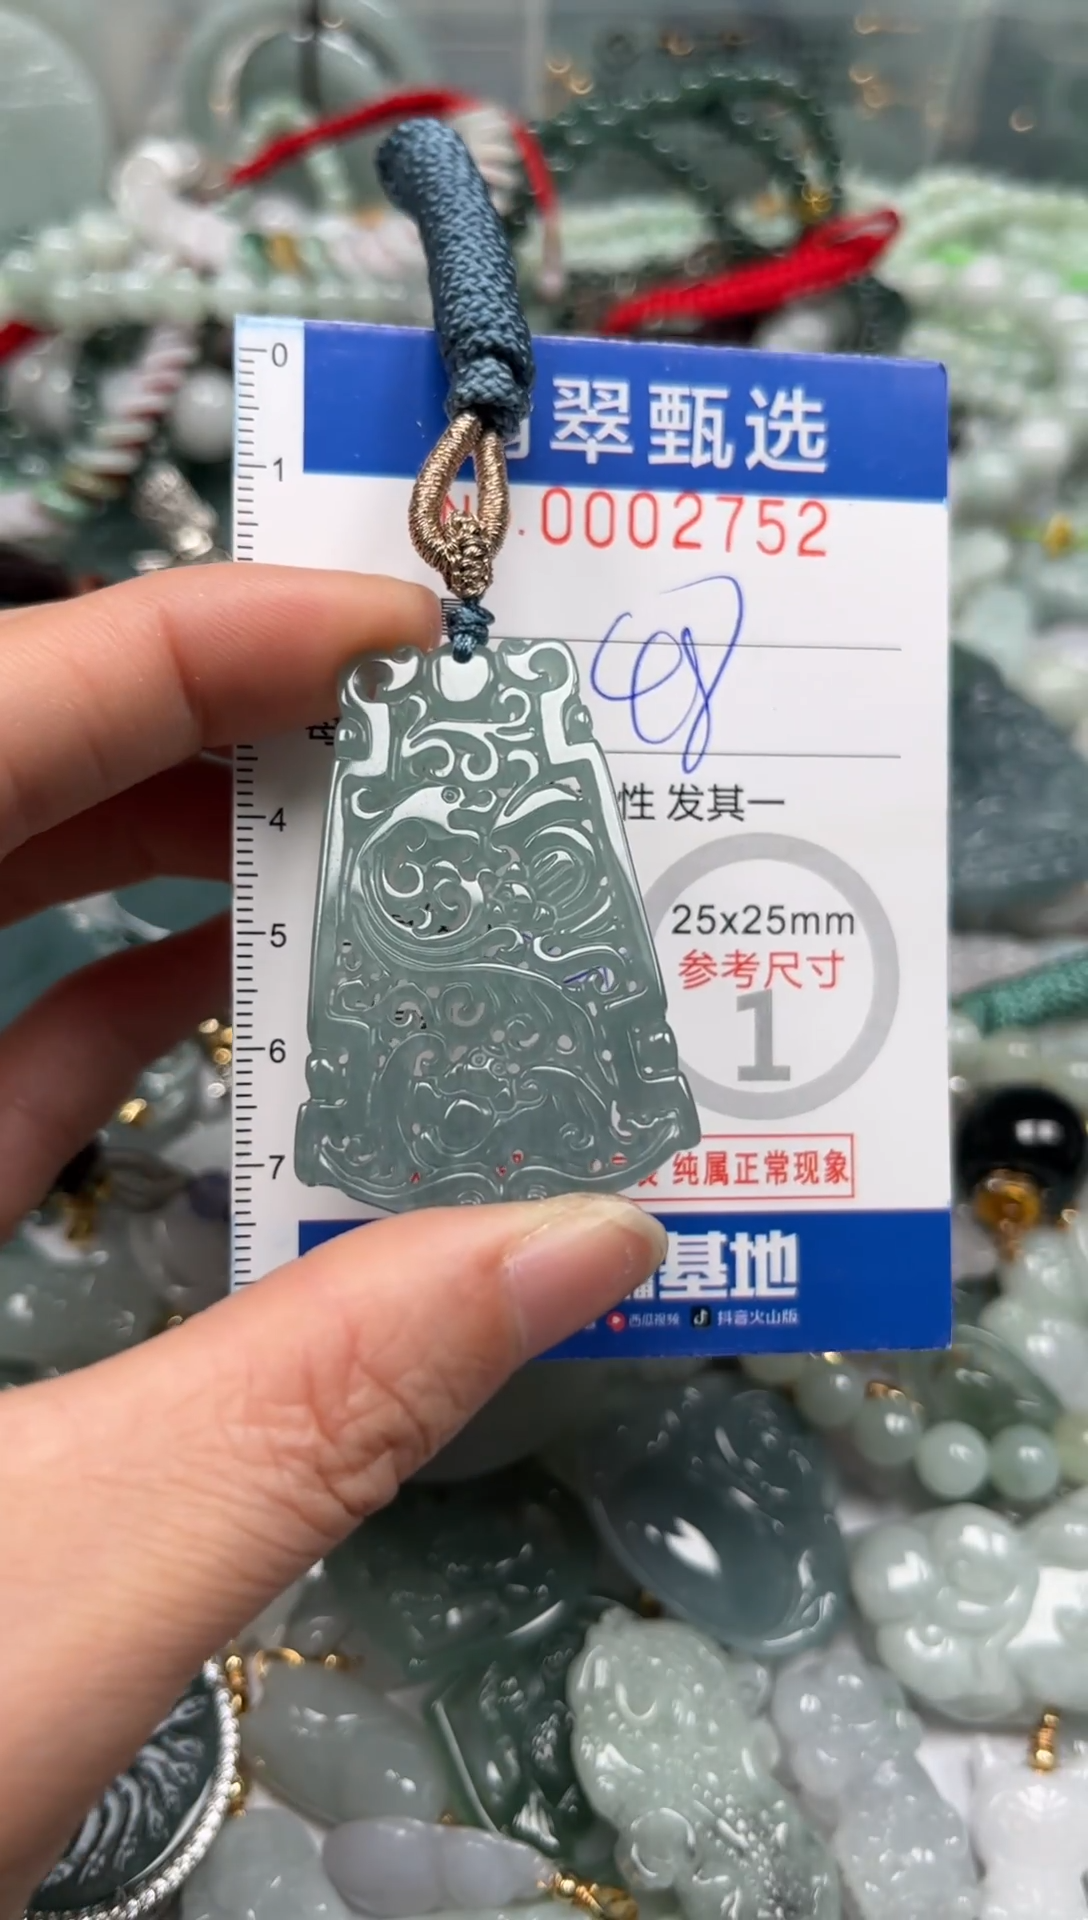 翠甄选
0
1
.0002752
4
性 发其一
5
25x25mm
参考尺寸
1
6
7
纯属正常现象
基地
西瓜视频 抖音火山版